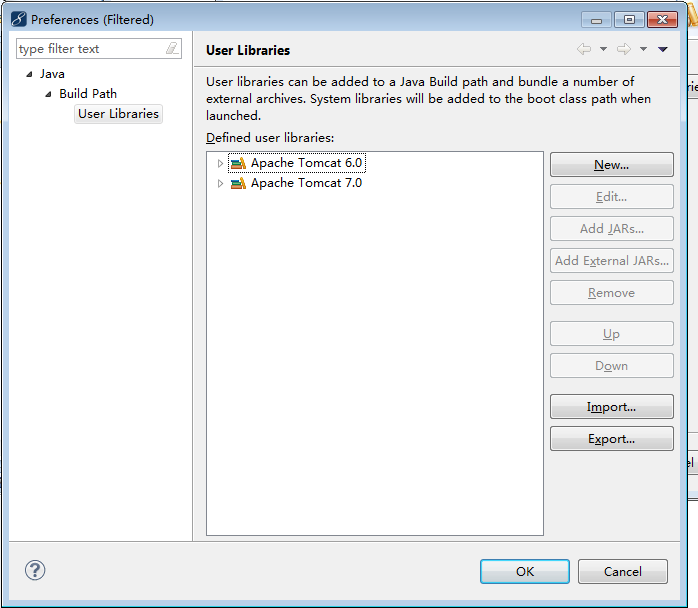 Preferences (Filtered)
type filter text
Java
Build Path
User Libraries
User Libraries
User libraries can be added to a Java Build path and bundle a number of
external archives. System libraries will be added to the boot class path when
launched.
Defined user libraries:
Apache Tomcat 6.0
Apache Tomcat 7.0
New...
Edit...
Add JARs...
Add External JARs...
Remove
Up
Down
Import...
Export...
?
OK
Cancel